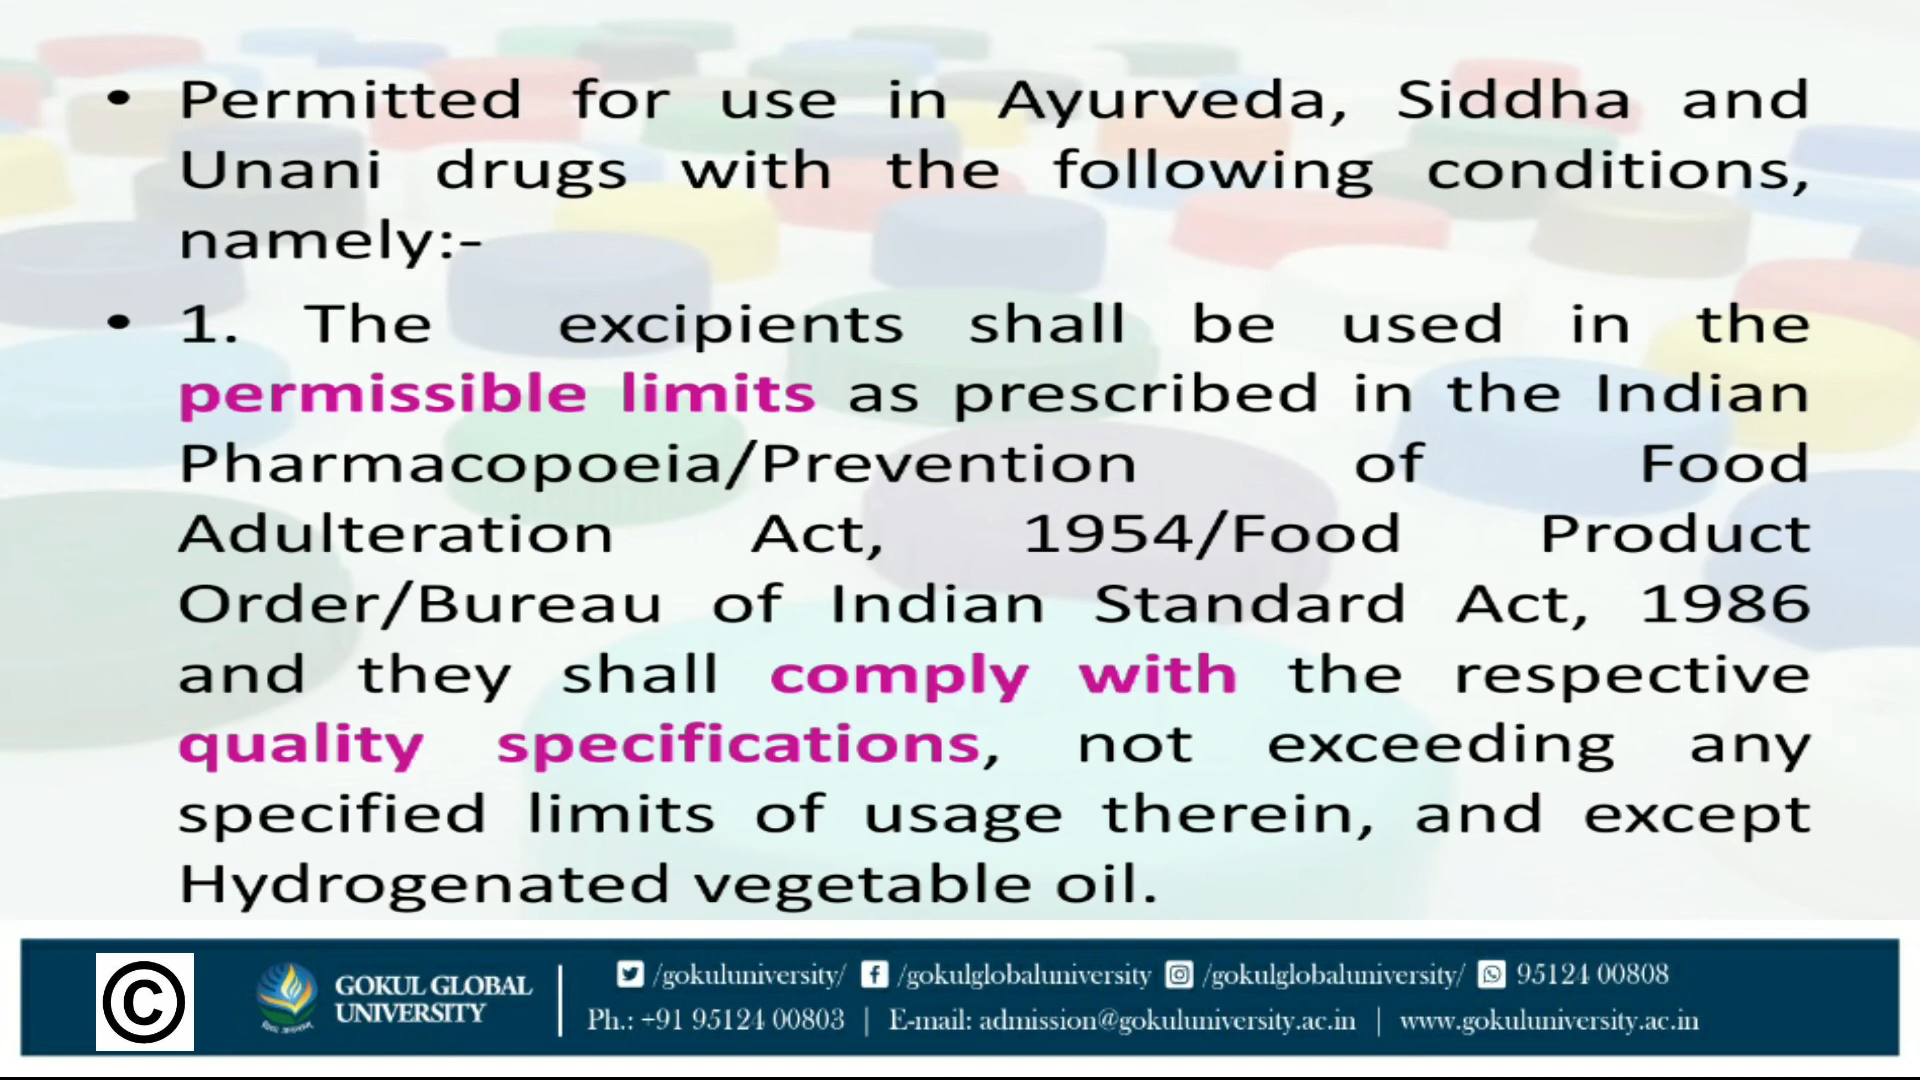 • Permitted for use in Ayurveda, Siddha and
Unani drugs with the following conditions,
namely:-
• 1. The excipients shall be used in the
permissible limits as prescribed in the Indian
Pharmacopoeia/Prevention of Food
Adulteration Act, 1954/Food Product
Order/Bureau of Indian Standard Act, 1986
and they shall comply with the respective
quality specifications, not exceeding any
specified limits of usage therein, and except
Hydrogenated vegetable oil.
©
GOKUL GLOBAL
UNIVERSITY
/gokuluniversity/ /gokulglobaluniversity /gokulglobaluniversity/ 95124 00808
Ph.: +91 95124 00803 | E-mail: admission@gokuluniversity.ac.in | www.gokuluniversity.ac.in